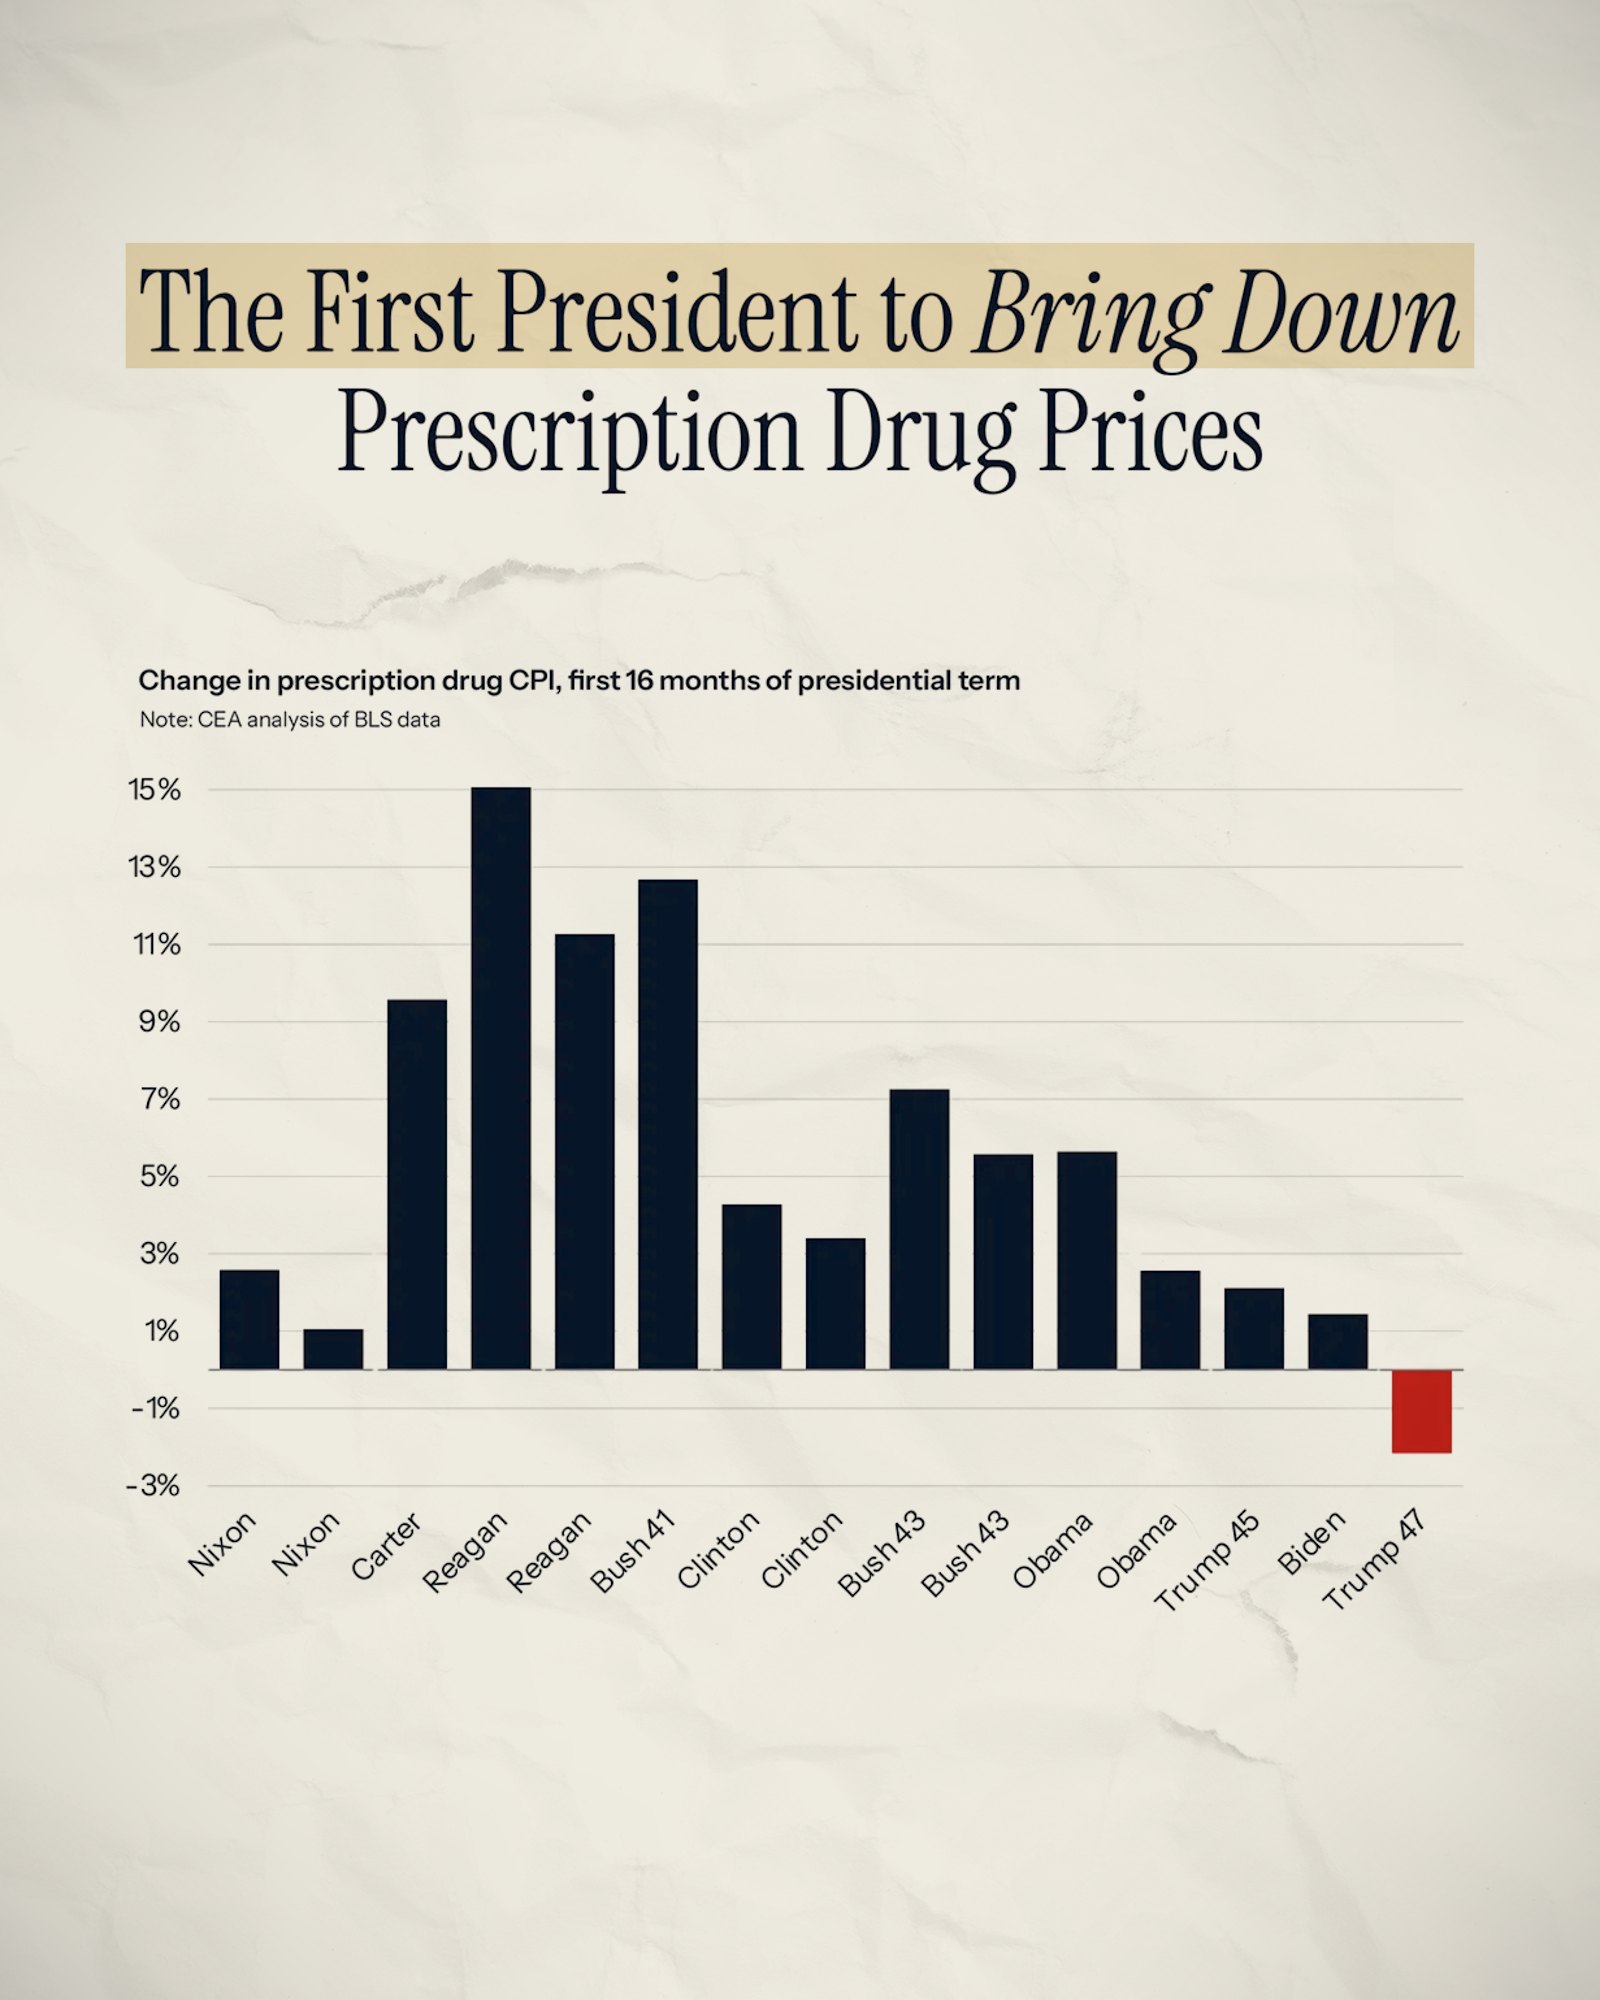 The First President to Bring Down
Prescription Drug Prices
Change in prescription drug CPI, first 16 months of presidential term
Note: CEA analysis of BLS data
15%
13%
11%
9%
7%
5%
3%
1%
-1%
-3%
Nixon
Nixon
Carter
Reagan
Reagan
Bush 41
Clinton
Clinton
Bush 43
Bush 43
Obama
Obama
Trump 45
Biden
Trump 47